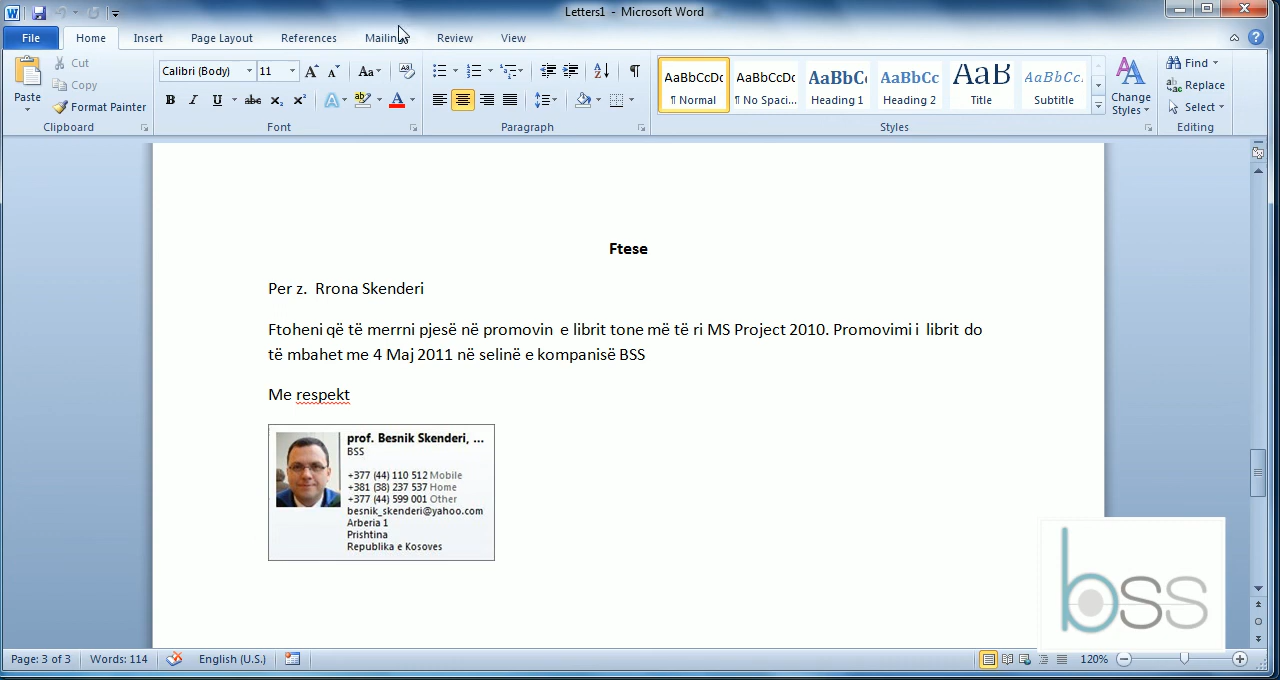 Letters1 - Microsoft Word
File Home Insert Page Layout References Mailings Review View
Paste
Cut
Copy
Format Painter
Clipboard
Calibri (Body) 11
Font
Paragraph
AaBbCcDc AaBbCcDc AaBbC AaBbCc AaB AaBbCc.
¶ Normal ¶ No Spaci... Heading 1 Heading 2 Title Subtitle
Styles
Change Styles
Find
Replace
Select
Editing
Ftese
Per z. Rrona Skenderi
Ftoheni që të merrni pjesë në promovin e librit tone më të ri MS Project 2010. Promovimi i librit do
të mbahet me 4 Maj 2011 në selinë e kompanisë BSS
Me respekt
prof. Besnik Skenderi, ...
BSS
+377 (44) 110 512 Mobile
+381 (38) 237 537 Home
+377 (44) 599 001 Other
besnik_skenderi@yahoo.com
Arberia 1
Prishtina
Republika e Kosoves
bss
Page: 3 of 3 Words: 114 English (U.S.) 120%